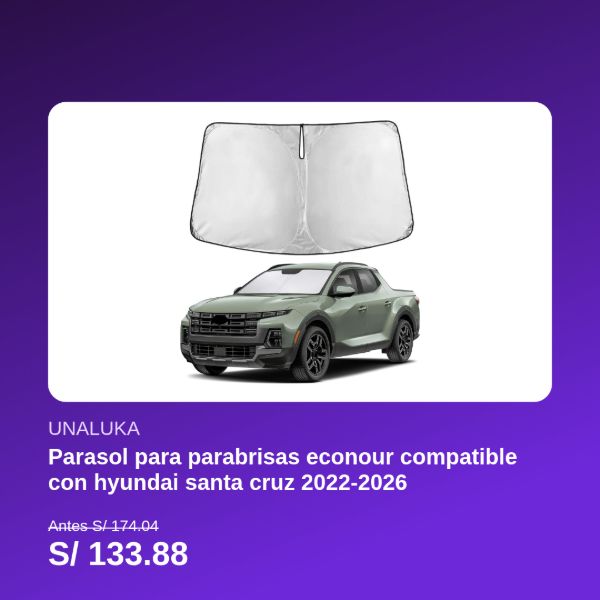 UNALUKA
Parasol para parabrisas econour compatible
con hyundai santa cruz 2022-2026
Antes S/ 174.04
S/ 133.88